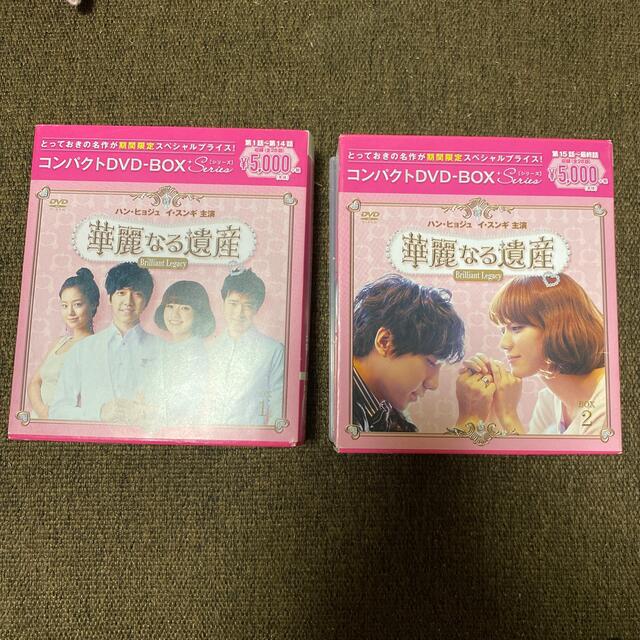 とっておきの名作が期間限定スペシャルプライス!
コンパクトDVD-BOX Series [シリーズ]
第1話~第14話
¥5,000
DVD
ハン・ヒョジュ イ・スンギ 主演
華麗なる遺産
Brilliant Legacy
1
とっておきの名作が期間限定スペシャルプライス!
コンパクトDVD-BOX Series [シリーズ]
第15話~最終話
¥5,000
DVD
ハン・ヒョジュ イ・スンギ 主演
華麗なる遺産
Brilliant Legacy
BOX
2